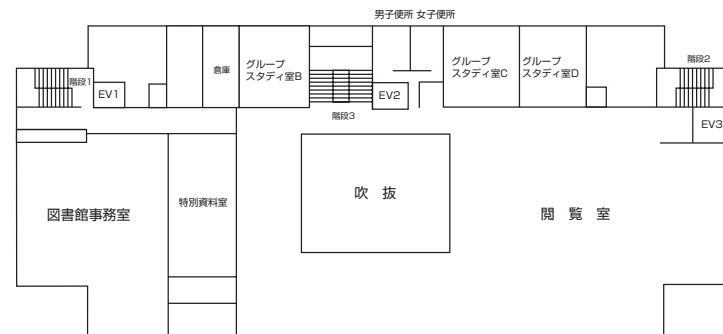 男子便所 女子便所
階段1
EV1
倉庫
グループ
スタディ室B
階段3
EV2
グループ
スタディ室C
グループ
スタディ室D
階段2
EV3
図書館事務室
特別資料室
吹 抜
閲 覧 室